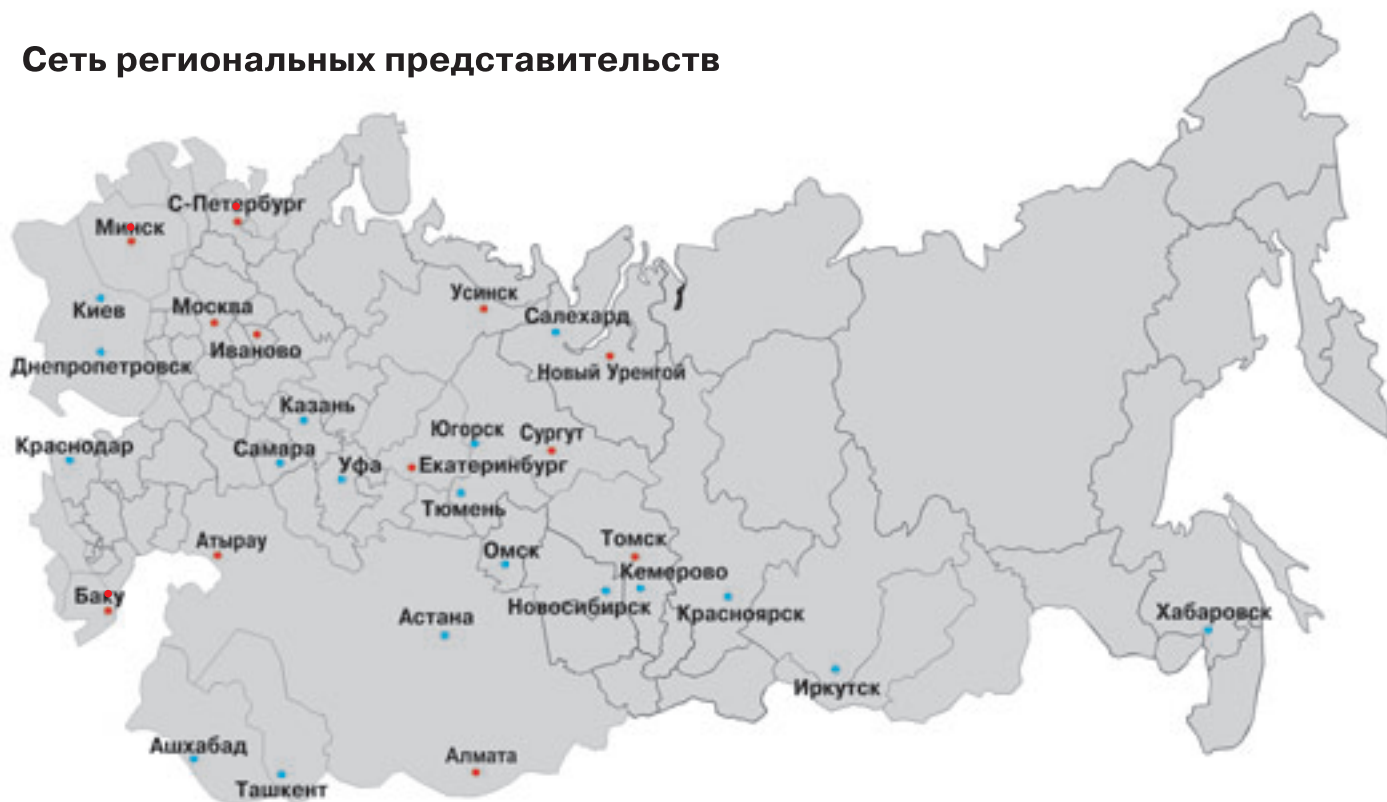 Сеть региональных представительств
С-Петербург
Минск
Киев
Москва
Усинск
Салехард
Иваново
Днепропетровск
Новый Уренгой
Казань
Югорск
Сургут
Краснодар
Самара
Уфа
Екатеринбург
Тюмень
Атырау
Омск
Томск
Кемерово
Баку
Астана
Новосибирск
Красноярск
Хабаровск
Иркутск
Ашхабад
Алмата
Ташкент